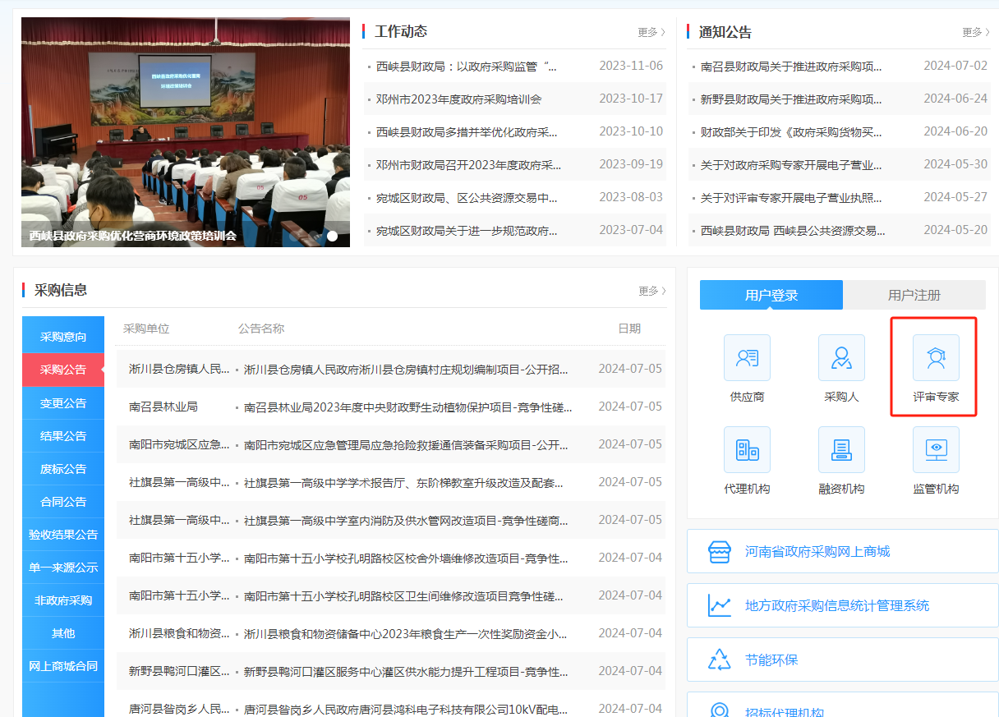 西峡县政府采购优化营商
环境政策培训会
05
05
西峡县政府采购优化营商环境政策培训会
工作动态
更多
西峡县财政局：以政府采购监管“... 2023-11-06
邓州市2023年度政府采购培训会 2023-10-17
西峡县财政局多措并举优化政府采... 2023-10-10
邓州市财政局召开2023年度政府采... 2023-09-19
宛城区财政局、区公共资源交易中... 2023-08-03
宛城区财政局关于进一步规范政府... 2023-07-04
通知公告
更多
南召县财政局关于推进政府采购项... 2024-07-02
新野县财政局关于推进政府采购项... 2024-06-24
财政部关于印发《政府采购货物买... 2024-06-20
关于对政府采购专家开展电子营业... 2024-05-30
关于对评审专家开展电子营业执照... 2024-05-27
西峡县财政局 西峡县公共资源交易... 2024-05-20
采购信息
更多
采购意向
采购公告
变更公告
结果公告
废标公告
合同公告
验收结果公告
单一来源公示
非政府采购
其他
网上商城合同
采购单位 公告名称 日期
淅川县仓房镇人民... 淅川县仓房镇人民政府淅川县仓房镇村庄规划编制项目-公开招... 2024-07-05
南召县林业局 南召县林业局2023年度中央财政野生动植物保护项目-竞争性磋... 2024-07-05
南阳市宛城区应急... 南阳市宛城区应急管理局应急抢险救援通信装备采购项目-公开... 2024-07-05
社旗县第一高级中... 社旗县第一高级中学学术报告厅、东阶梯教室升级改造及配套... 2024-07-05
社旗县第一高级中... 社旗县第一高级中学室内消防及供水管网改造项目-竞争性磋商... 2024-07-05
南阳市第十五小学... 南阳市第十五小学校孔明路校区校舍外墙维修改造项目-竞争性... 2024-07-04
南阳市第十五小学... 南阳市第十五小学校孔明路校区卫生间维修改造项目竞争性磋... 2024-07-04
淅川县粮食和物资... 淅川县粮食和物资储备中心2023年粮食生产一次性奖励资金小... 2024-07-04
新野县鸭河口灌区... 新野县鸭河口灌区服务中心灌区供水能力提升工程项目-竞争性... 2024-07-04
唐河县昝岗乡人民... 唐河县昝岗乡人民政府唐河县鸿科电子科技有限公司10kV配电... 2024-07-04
用户登录 用户注册
供应商 采购人 评审专家
代理机构 融资机构 监管机构
河南省政府采购网上商城
地方政府采购信息统计管理系统
节能环保
招标代理机构